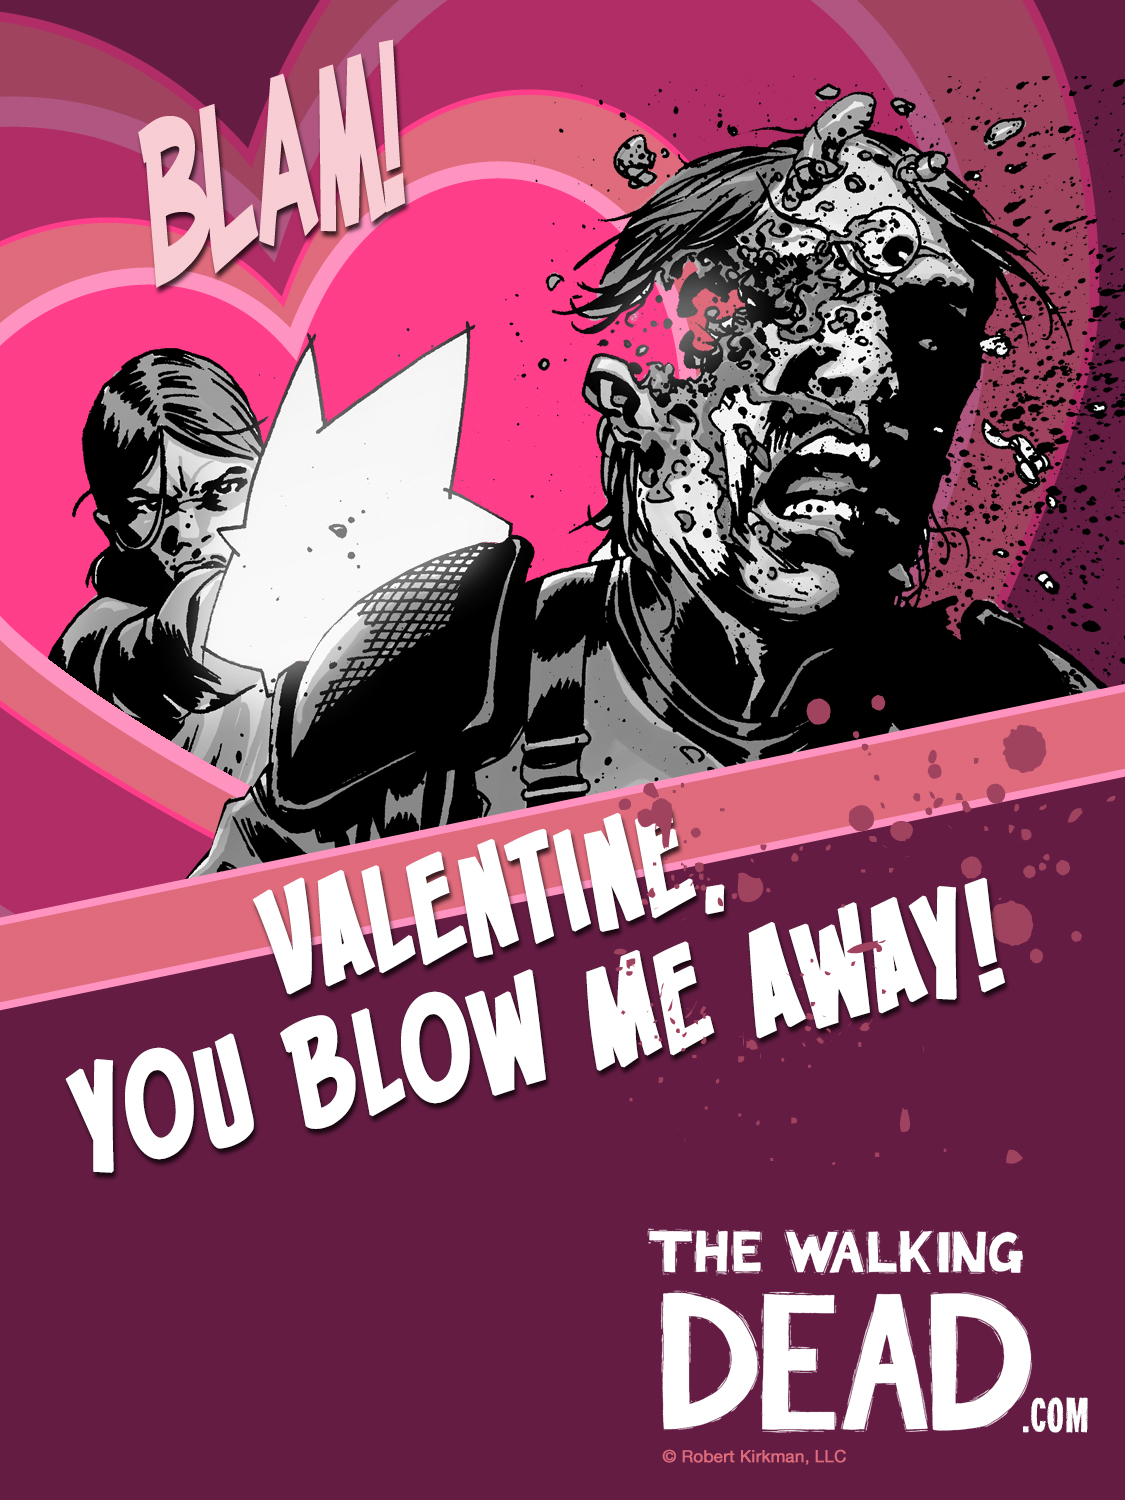 BLAM!
VALENTINE,
YOU BLOW ME AWAY!
THE WALKING
DEAD.COM
© Robert Kirkman, LLC